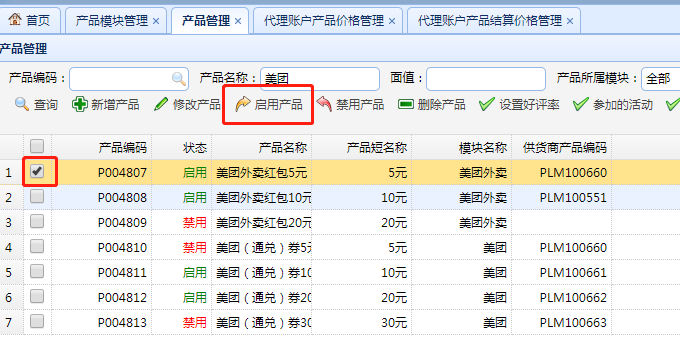 首页 产品模块管理 × 产品管理 × 代理账户产品价格管理 × 代理账户产品结算价格管理 ×
产品管理
产品编码： 产品名称：美团 面值： 产品所属模块：全部
查询 新增产品 修改产品 启用产品 禁用产品 删除产品 设置好评率 参加的活动
产品编码 状态 产品名称 产品短名称 模块名称 供货商产品编码
1 P004807 启用 美团外卖红包5元 5元 美团外卖 PLM100660
2 P004808 启用 美团外卖红包10元 10元 美团外卖 PLM100551
3 P004809 禁用 美团外卖红包20元 20元 美团外卖
4 P004810 禁用 美团（通兑）券5元 5元 美团 PLM100660
5 P004811 启用 美团（通兑）券10 10元 美团 PLM100661
6 P004812 启用 美团（通兑）券20 20元 美团 PLM100662
7 P004813 禁用 美团（通兑）券30 30元 美团 PLM100663